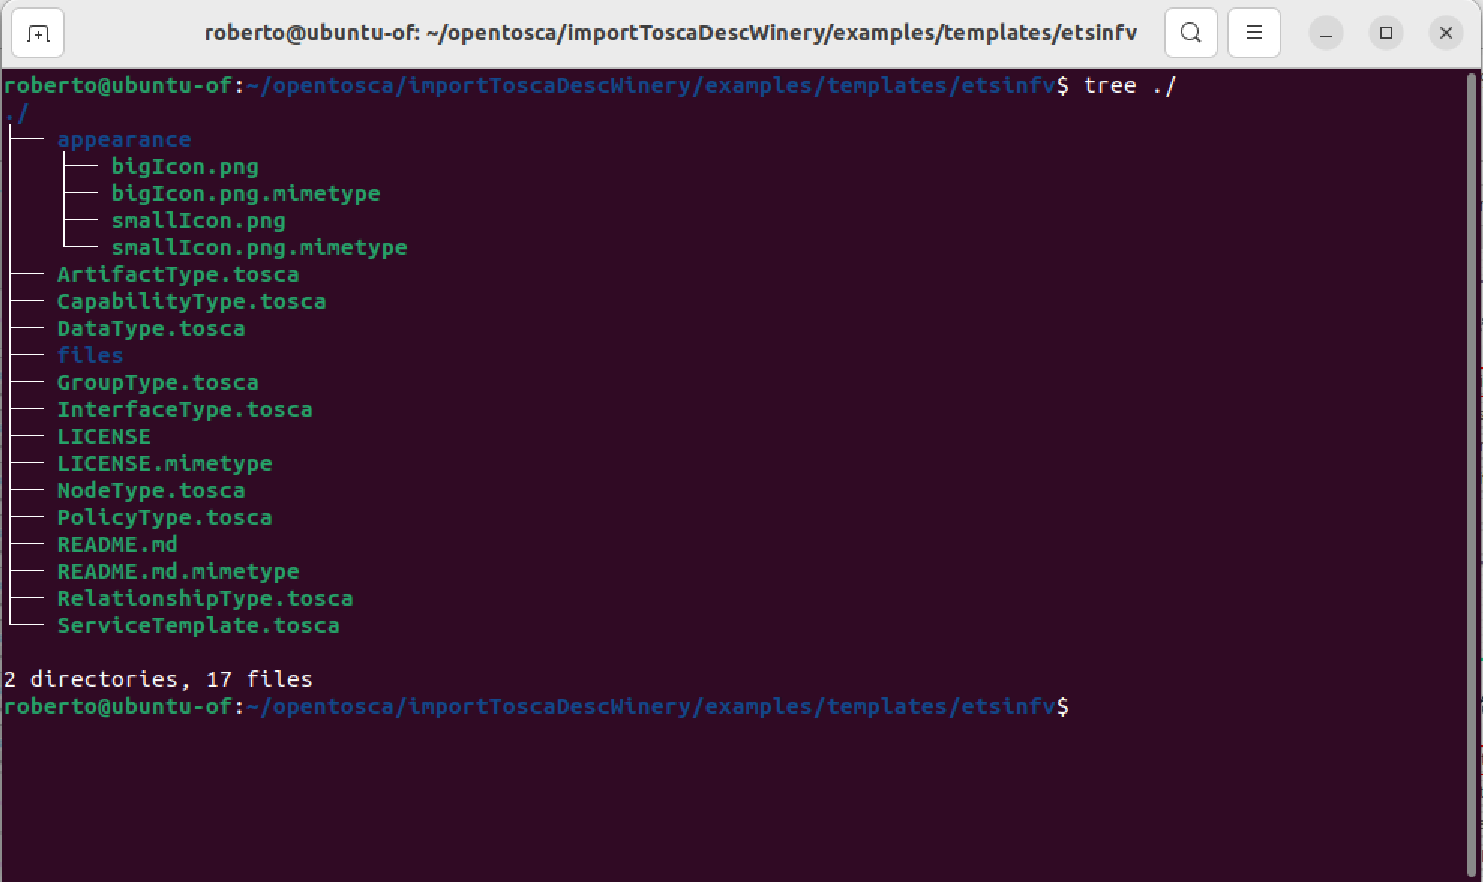 roberto@ubuntu-of: ~/opentosca/importToscaDescWinery/examples/templates/etsinfv
roberto@ubuntu-of:~/opentosca/importToscaDescWinery/examples/templates/etsinfv$ tree ./
./
├── appearance
│   ├── bigIcon.png
│   ├── bigIcon.png.mimetype
│   ├── smallIcon.png
│   └── smallIcon.png.mimetype
├── ArtifactType.tosca
├── CapabilityType.tosca
├── DataType.tosca
├── files
├── GroupType.tosca
├── InterfaceType.tosca
├── LICENSE
├── LICENSE.mimetype
├── NodeType.tosca
├── PolicyType.tosca
├── README.md
├── README.md.mimetype
├── RelationshipType.tosca
└── ServiceTemplate.tosca
2 directories, 17 files
roberto@ubuntu-of:~/opentosca/importToscaDescWinery/examples/templates/etsinfv$